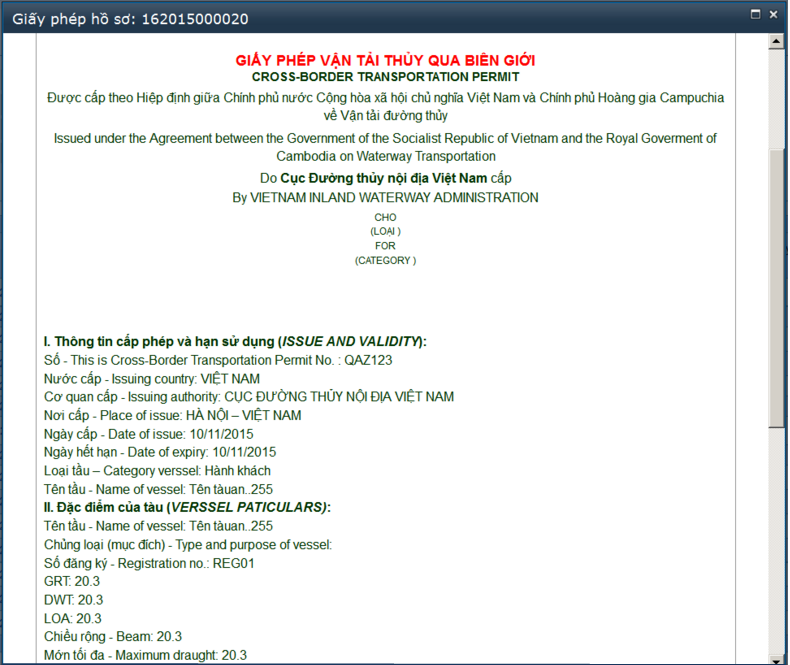 Giấy phép hồ sơ: 162015000020
GIẤY PHÉP VẬN TẢI THỦY QUA BIÊN GIỚI
CROSS-BORDER TRANSPORTATION PERMIT
Được cấp theo Hiệp định giữa Chính phủ nước Cộng hòa xã hội chủ nghĩa Việt Nam và Chính phủ Hoàng gia Campuchia
về Vận tải đường thủy
Issued under the Agreement between the Government of the Socialist Republic of Vietnam and the Royal Goverment of
Cambodia on Waterway Transportation
Do Cục Đường thủy nội địa Việt Nam cấp
By VIETNAM INLAND WATERWAY ADMINISTRATION
CHO
(LOẠI )
FOR
(CATEGORY )
I. Thông tin cấp phép và hạn sử dụng (ISSUE AND VALIDITY):
Số - This is Cross-Border Transportation Permit No. : QAZ123
Nước cấp - Issuing country: VIỆT NAM
Cơ quan cấp - Issuing authority: CỤC ĐƯỜNG THỦY NỘI ĐỊA VIỆT NAM
Nơi cấp - Place of issue: HÀ NỘI – VIỆT NAM
Ngày cấp - Date of issue: 10/11/2015
Ngày hết hạn - Date of expiry: 10/11/2015
Loại tầu – Category verssel: Hành khách
Tên tầu - Name of vessel: Tên tàuan..255
II. Đặc điểm của tàu (VERSSEL PATICULARS):
Tên tầu - Name of vessel: Tên tàuan..255
Chủng loại (mục đích) - Type and purpose of vessel:
Số đăng ký - Registration no.: REG01
GRT: 20.3
DWT: 20.3
LOA: 20.3
Chiều rộng - Beam: 20.3
Mớn tối đa - Maximum draught: 20.3